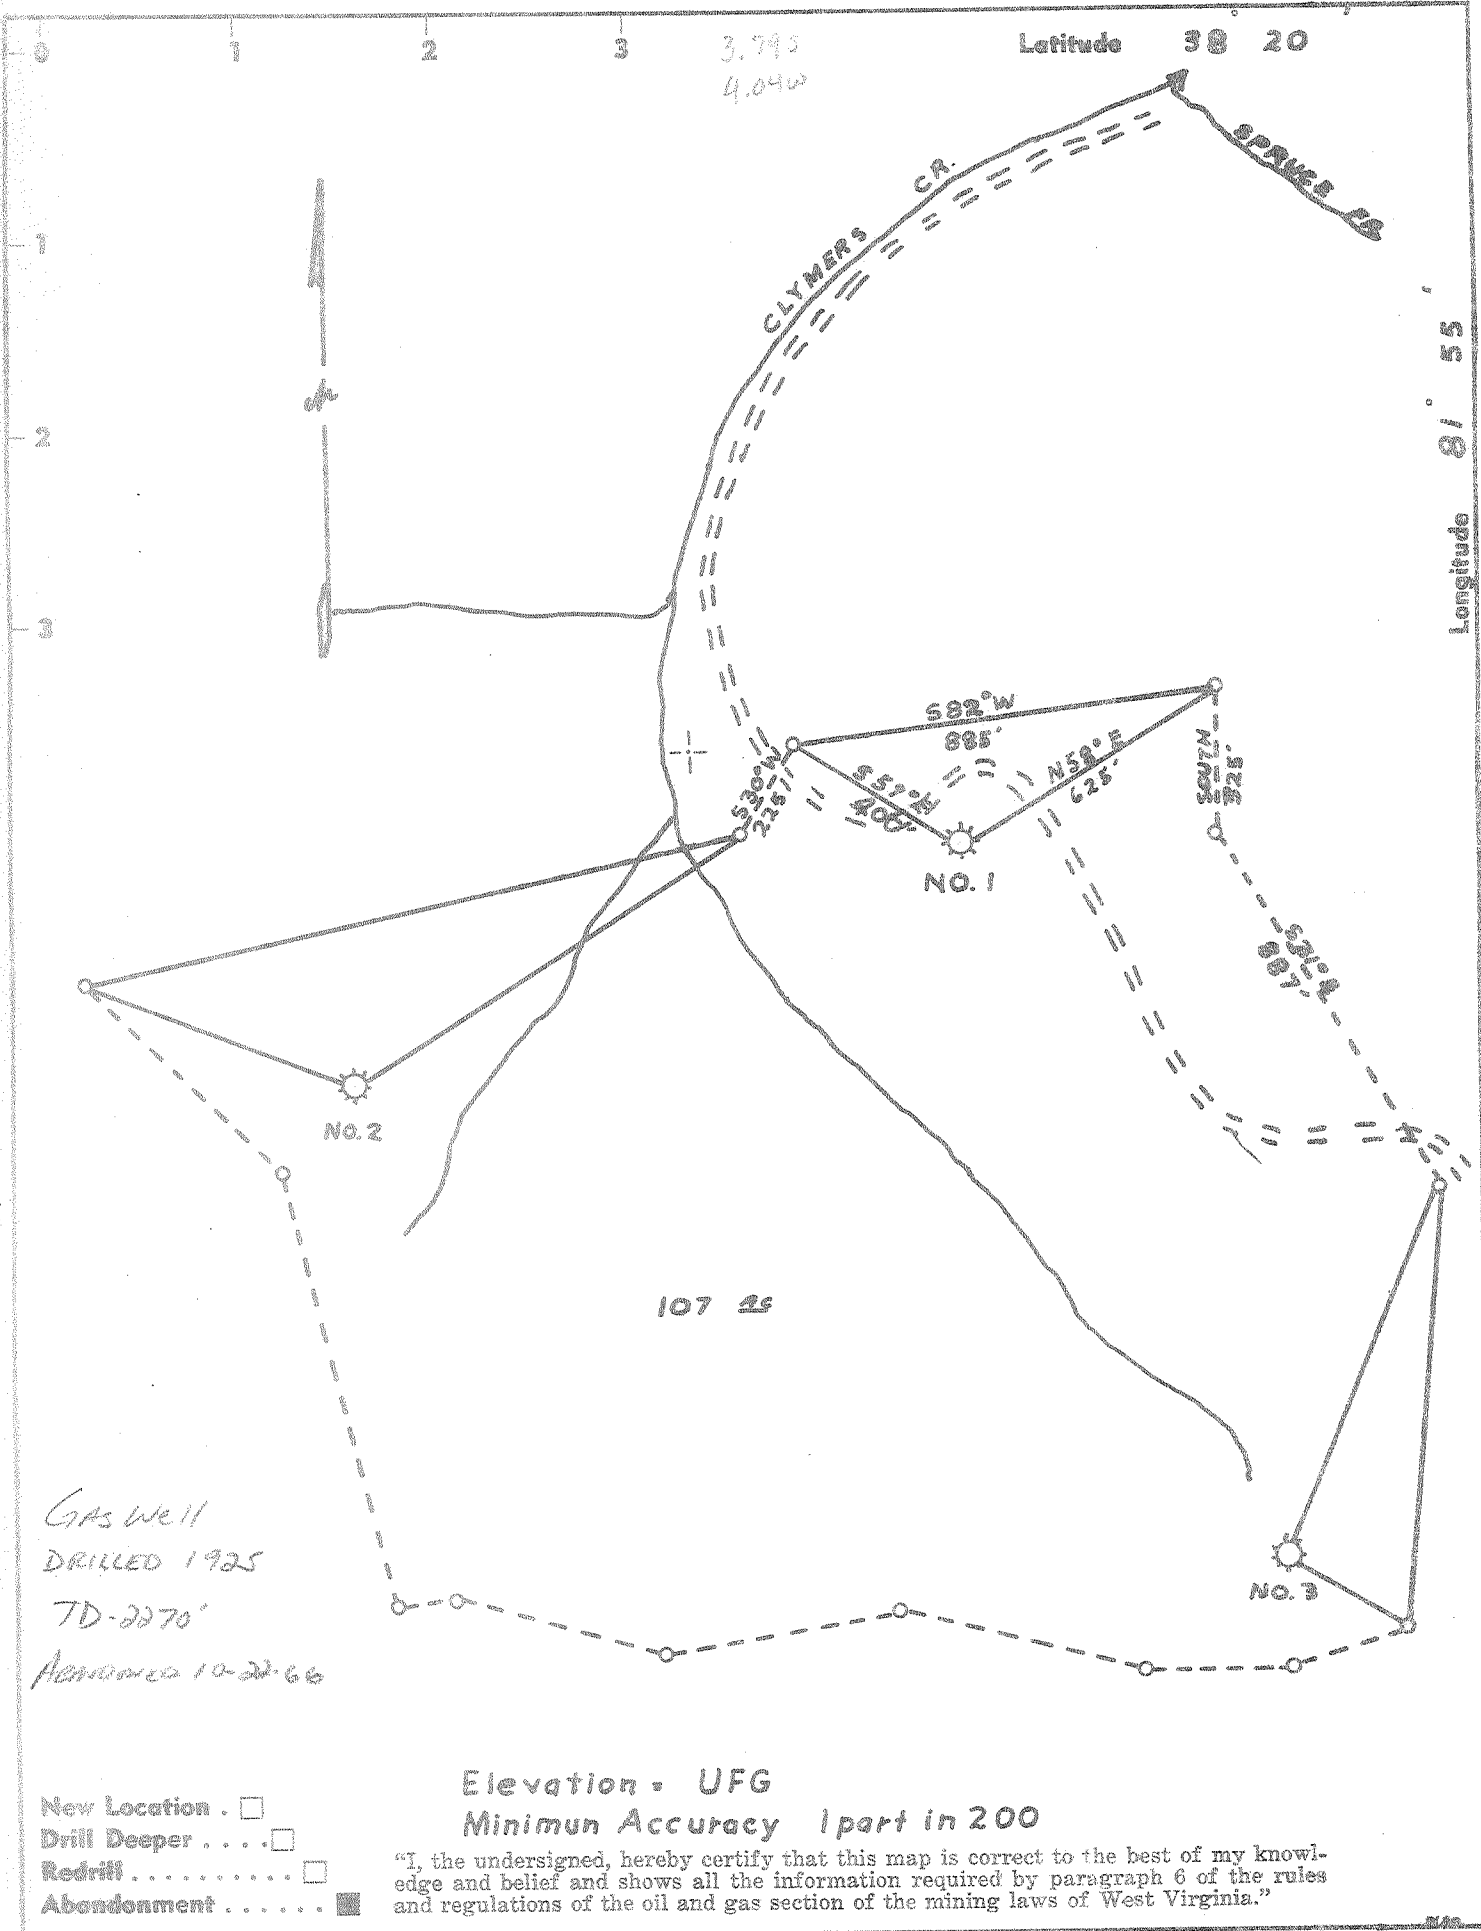 0 1 2 3
3.79S
4.04W
Latitude 38 20
1
2
3
Longitude 81° 55'
CLYMERS CR.
SPRUCE FR
S82°W
885'
N58°E
625'
S57°W
400'
S30°W
225'
SOUTH
325'
S31°E
887'
NO. 1
NO. 2
NO. 3
107 Ac
GAS Well
DRILLED 1925
TD-2270'
ABANDONED 10-22-66
Elevation = UFG
Minimun Accuracy 1 part in 200
New Location .
Drill Deeper . . . .
Redrill . . . . . . . . . .
Abandonment . . . . . .
“I, the undersigned, hereby certify that this map is correct to the best of my knowl-
edge and belief and shows all the information required by paragraph 6 of the rules
and regulations of the oil and gas section of the mining laws of West Virginia.”